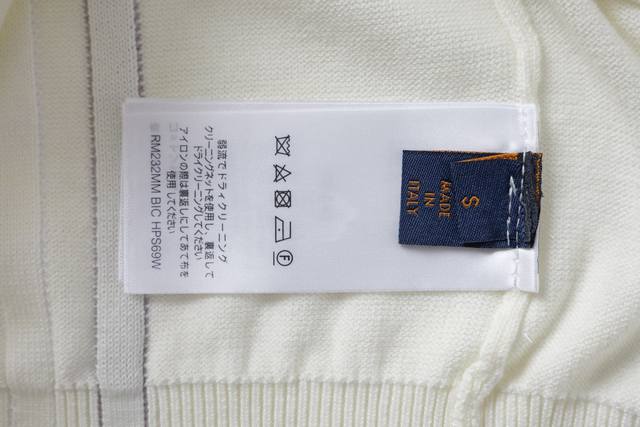 弱流でドライクリーニング
クリーニングネットを使用し、裏返して
ドライクリーニングしてください
アイロンの際は裏返しにしてあて布を
使用してください
RM232MM BIC HPS69W
F
S
MADE
IN
ITALY